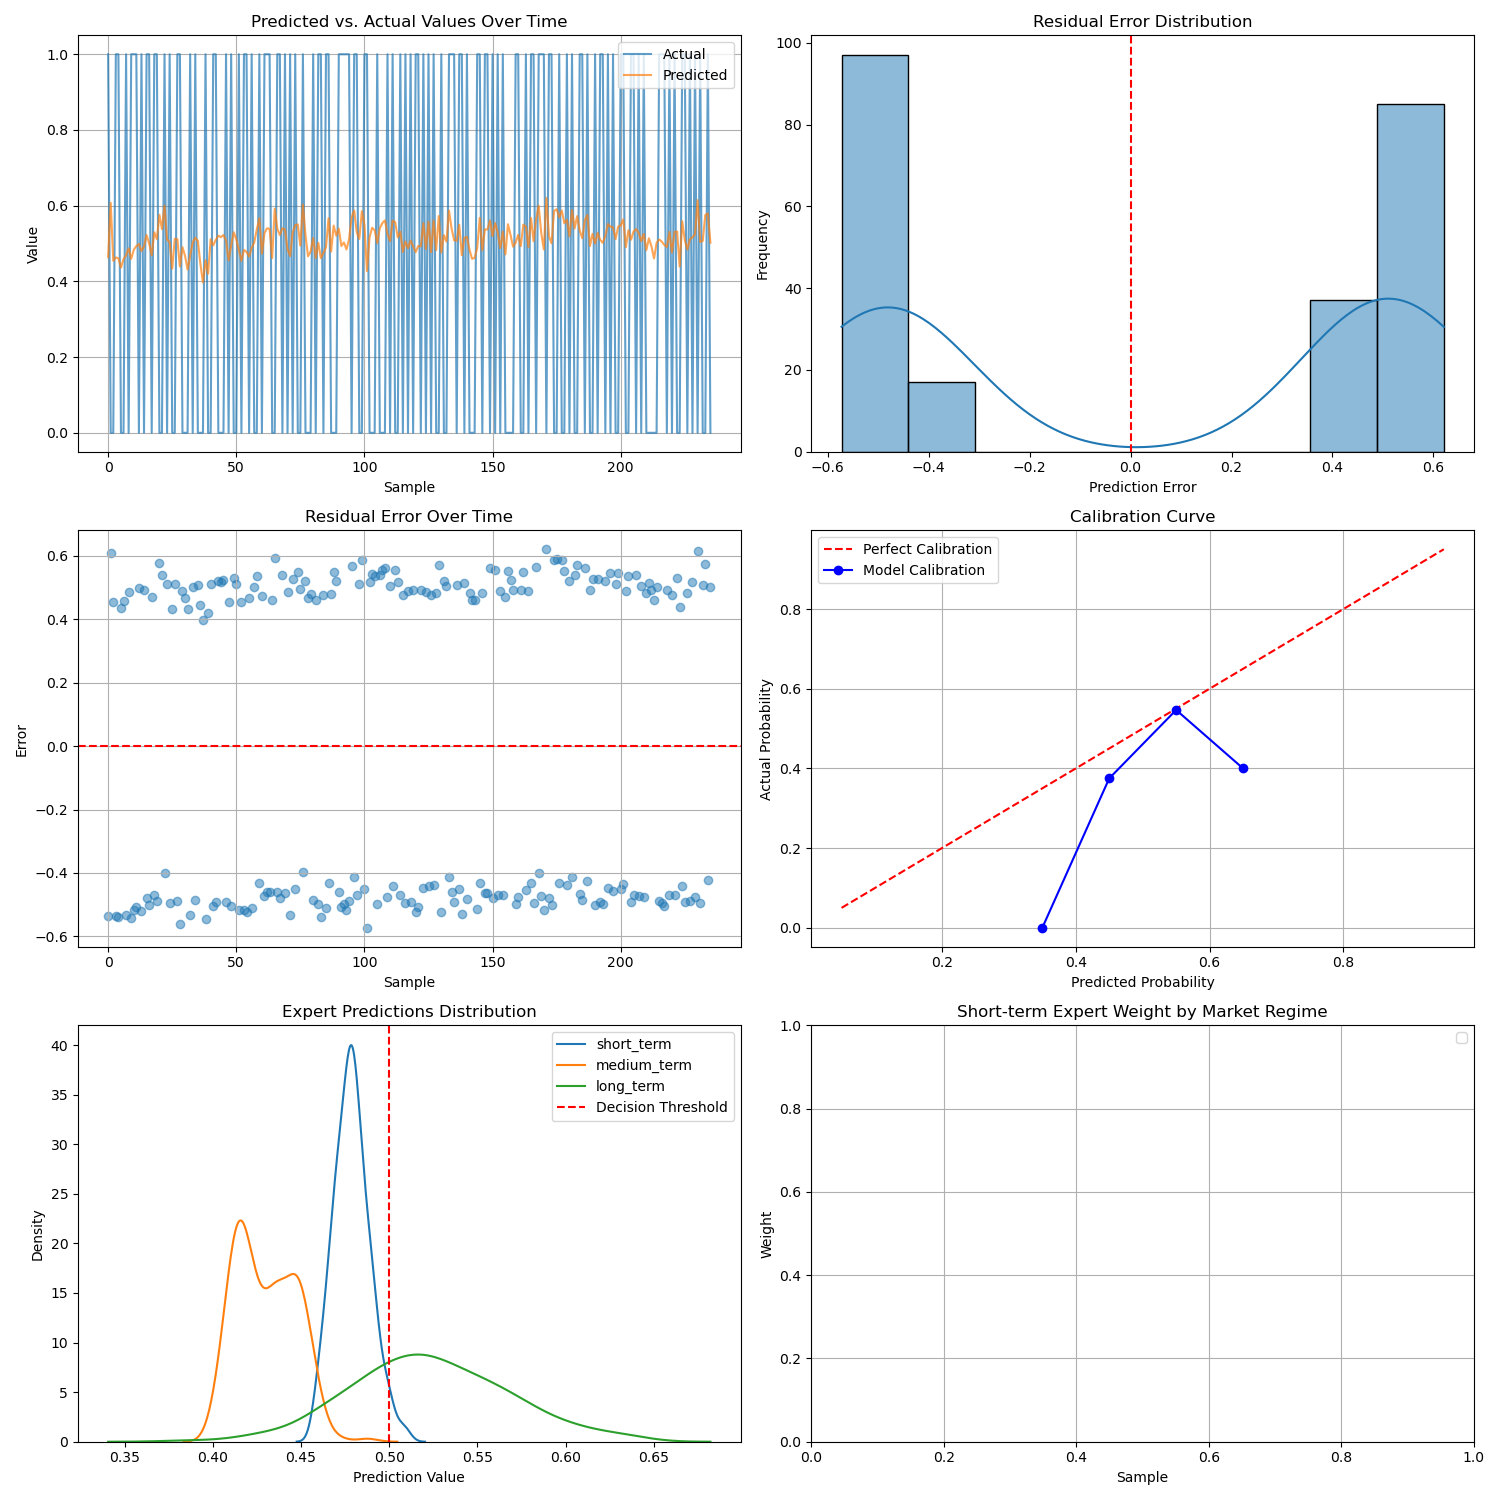 Predicted vs. Actual Values Over Time
Actual
Predicted
1.0
0.8
0.6
0.4
0.2
0.0
Value
0 50 100 150 200
Sample
Residual Error Distribution
100
80
60
40
20
0
Frequency
−0.6 −0.4 −0.2 0.0 0.2 0.4 0.6
Prediction Error
Residual Error Over Time
0.6
0.4
0.2
0.0
−0.2
−0.4
−0.6
Error
0 50 100 150 200
Sample
Calibration Curve
Perfect Calibration
Model Calibration
0.8
0.6
0.4
0.2
0.0
Actual Probability
0.2 0.4 0.6 0.8
Predicted Probability
Expert Predictions Distribution
short_term
medium_term
long_term
Decision Threshold
40
35
30
25
20
15
10
5
0
Density
0.35 0.40 0.45 0.50 0.55 0.60 0.65
Prediction Value
Short-term Expert Weight by Market Regime
1.0
0.8
0.6
0.4
0.2
0.0
Weight
0.0 0.2 0.4 0.6 0.8 1.0
Sample